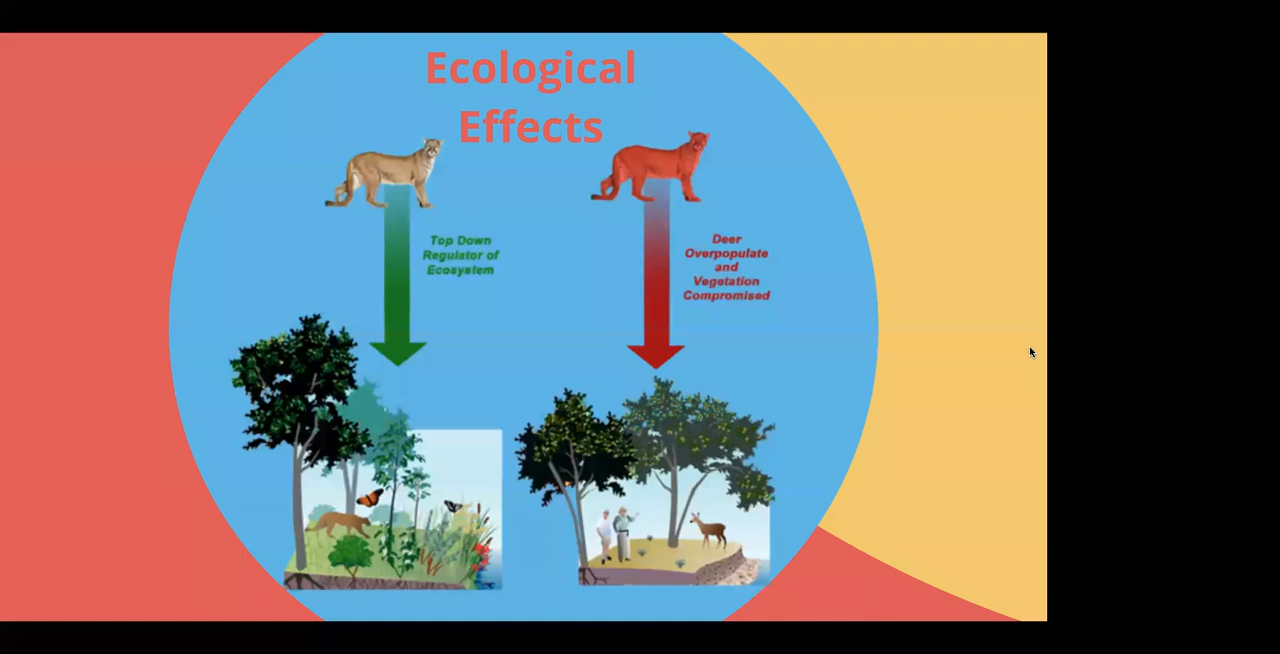 Ecological
Effects
Top Down
Regulator of
Ecosystem
Deer
Overpopulate
and
Vegetation
Compromised